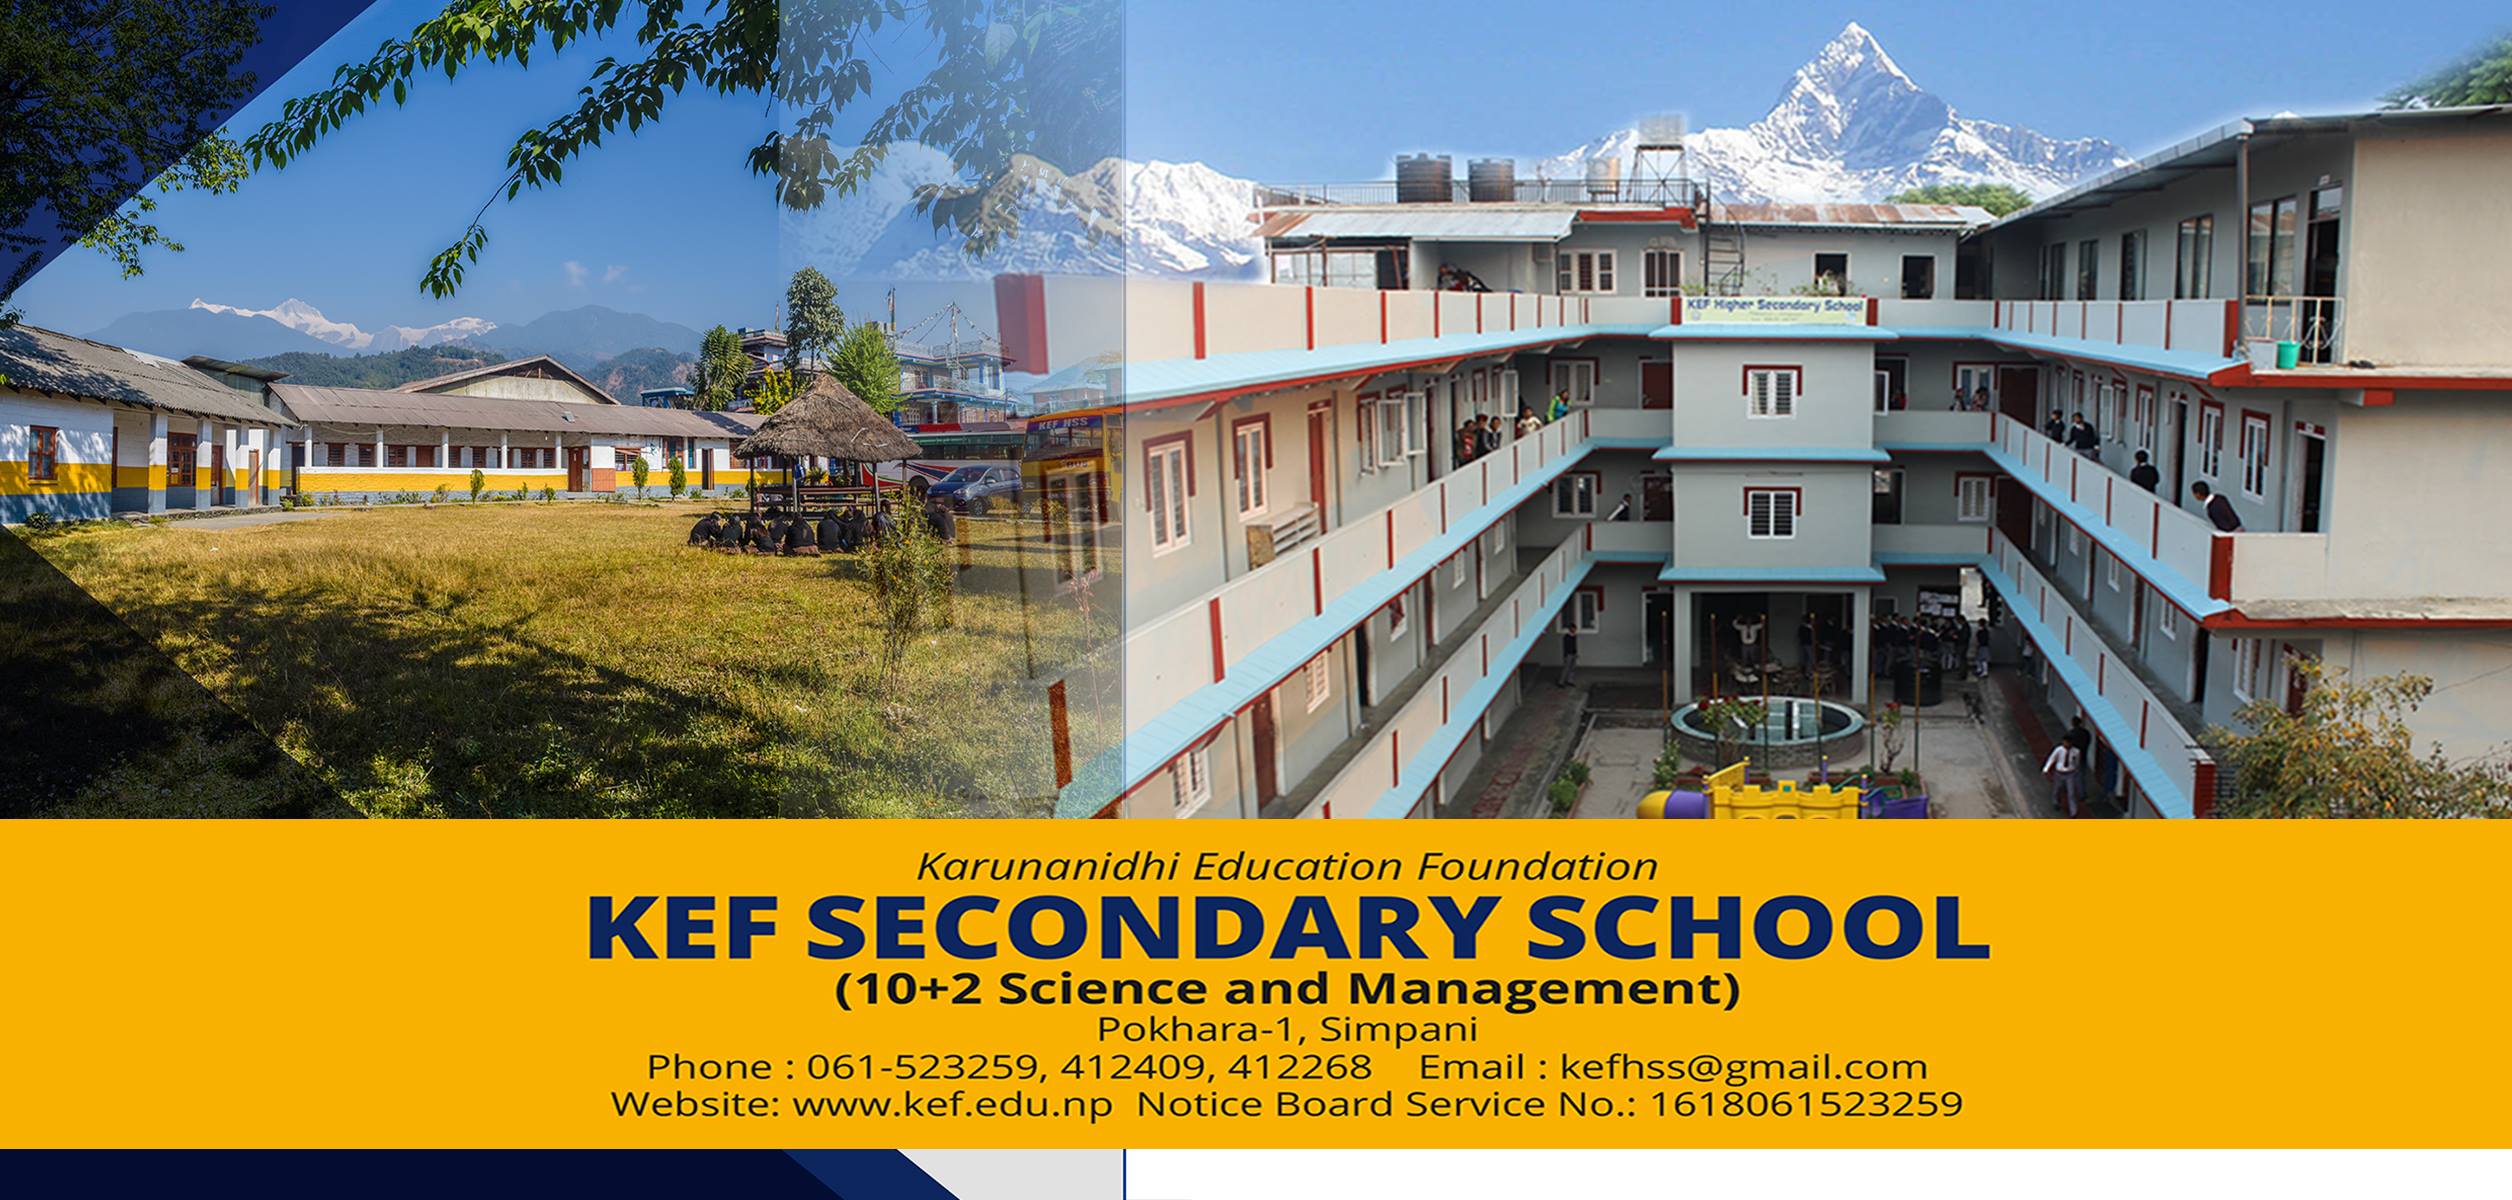 KEF Higher Secondary School
KEF HSS
Karunanidhi Education Foundation
KEF SECONDARY SCHOOL
(10+2 Science and Management)
Pokhara-1, Simpani
Phone : 061-523259, 412409, 412268 Email : kefhss@gmail.com
Website: www.kef.edu.np Notice Board Service No.: 1618061523259